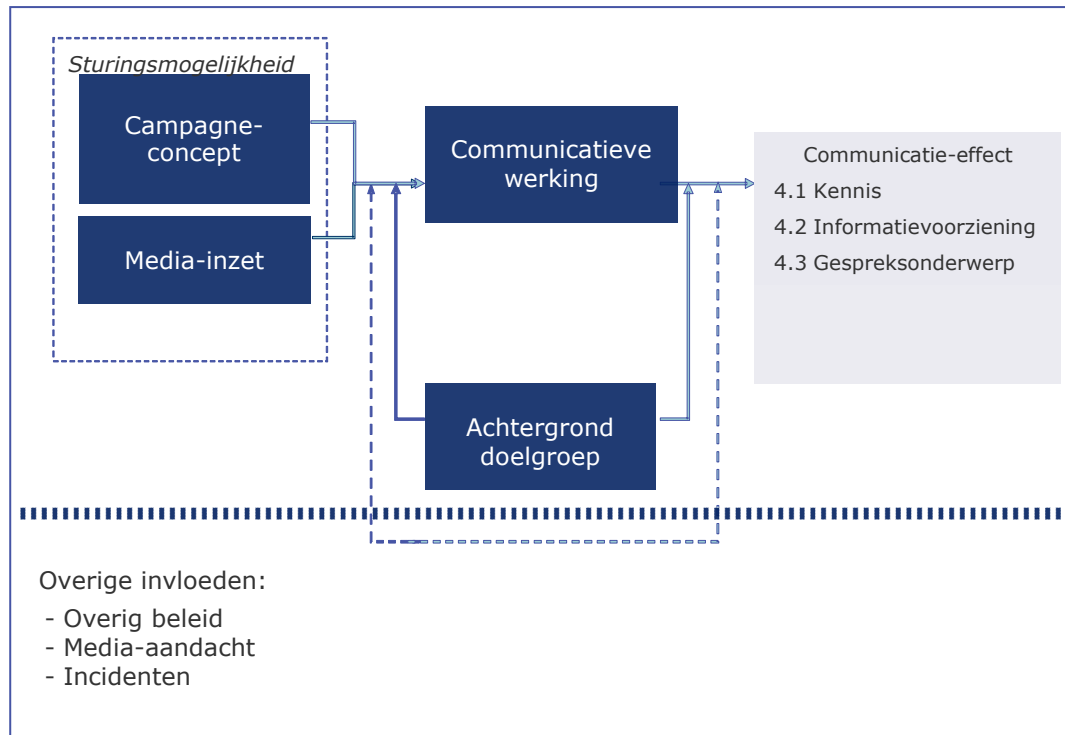 Sturingsmogelijkheid
Campagne-
concept
Media-inzet
Communicatieve
werking
Achtergrond
doelgroep
Communicatie-effect
4.1 Kennis
4.2 Informatievoorziening
4.3 Gespreksonderwerp
Overige invloeden:
- Overig beleid
- Media-aandacht
- Incidenten